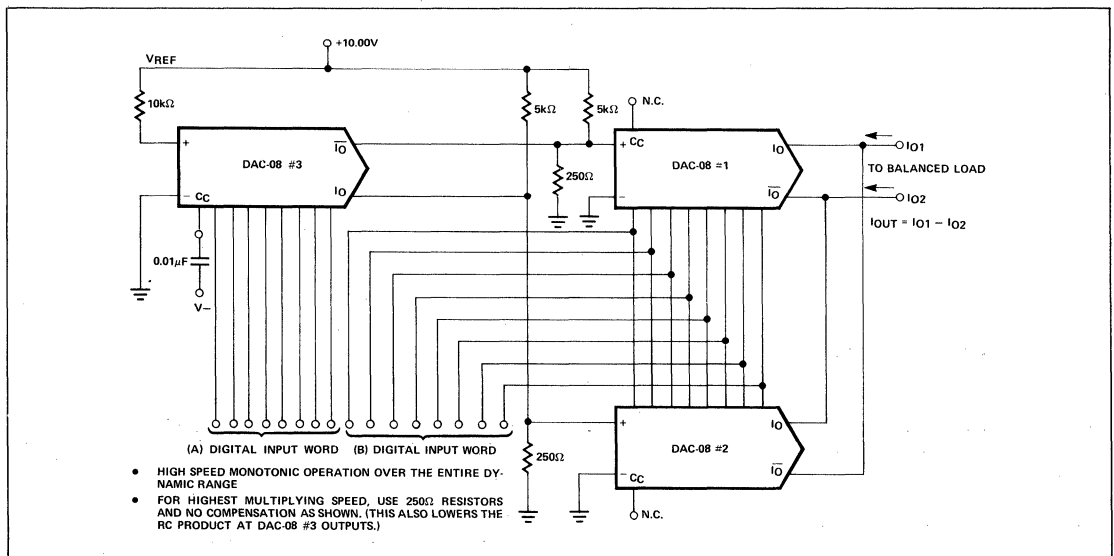 +10.00V
VREF
10kΩ
5kΩ
5kΩ
N.C.
+
DAC-08 #3
IO
IO
-
CC
+
CC
DAC-08 =1
IO
IO
-
IO1
TO BALANCED LOAD
IO2
IOUT = IO1 – IO2
250Ω
0.01μF
V–
(A) DIGITAL INPUT WORD
(B) DIGITAL INPUT WORD
+
DAC-08 #2
IO
IO
-
CC
250Ω
N.C.
• HIGH SPEED MONOTONIC OPERATION OVER THE ENTIRE DY-
NAMIC RANGE
• FOR HIGHEST MULTIPLYING SPEED, USE 250Ω RESISTORS
AND NO COMPENSATION AS SHOWN. (THIS ALSO LOWERS THE
RC PRODUCT AT DAC-08 #3 OUTPUTS.)